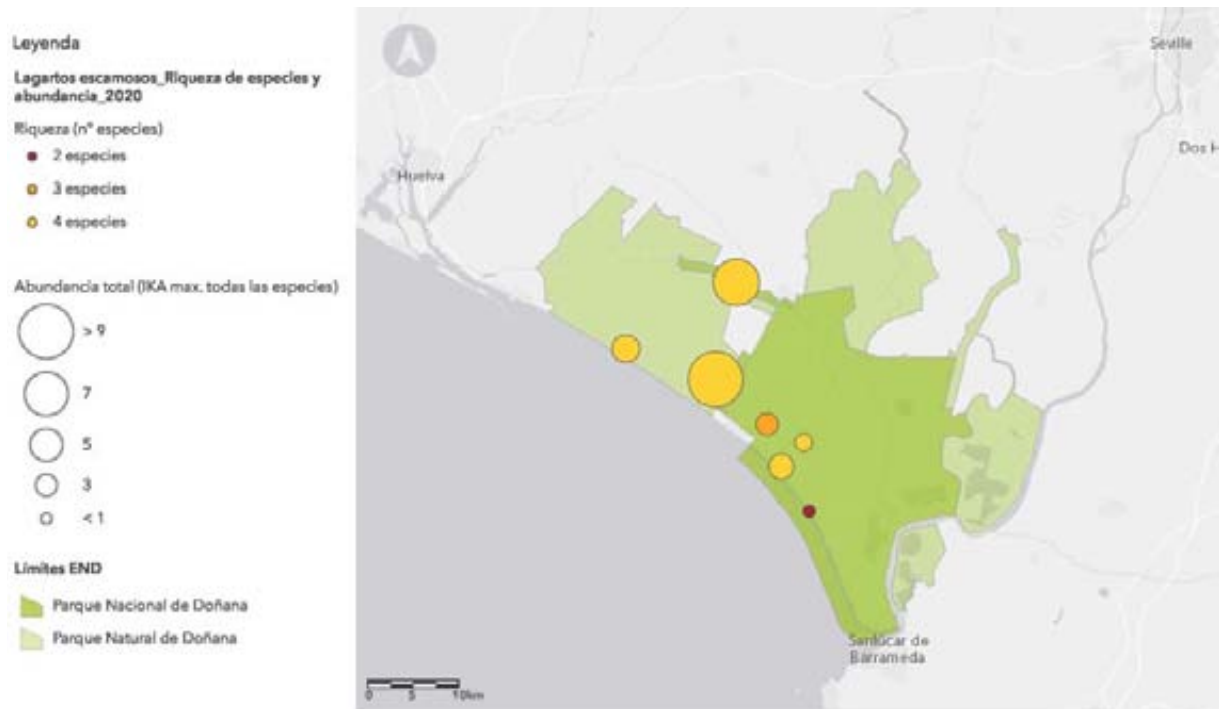 Leyenda
Lagartos escamosos_Riqueza de especies y
abundancia_2020
Riqueza (nº especies)
2 especies
3 especies
4 especies
Abundancia total (IKA max. todas las especies)
> 9
7
5
3
< 1
Límites END
Parque Nacional de Doñana
Parque Natural de Doñana
Seville
Dos H
Huelva
Sanlúcar de
Barrameda
0 5 10km